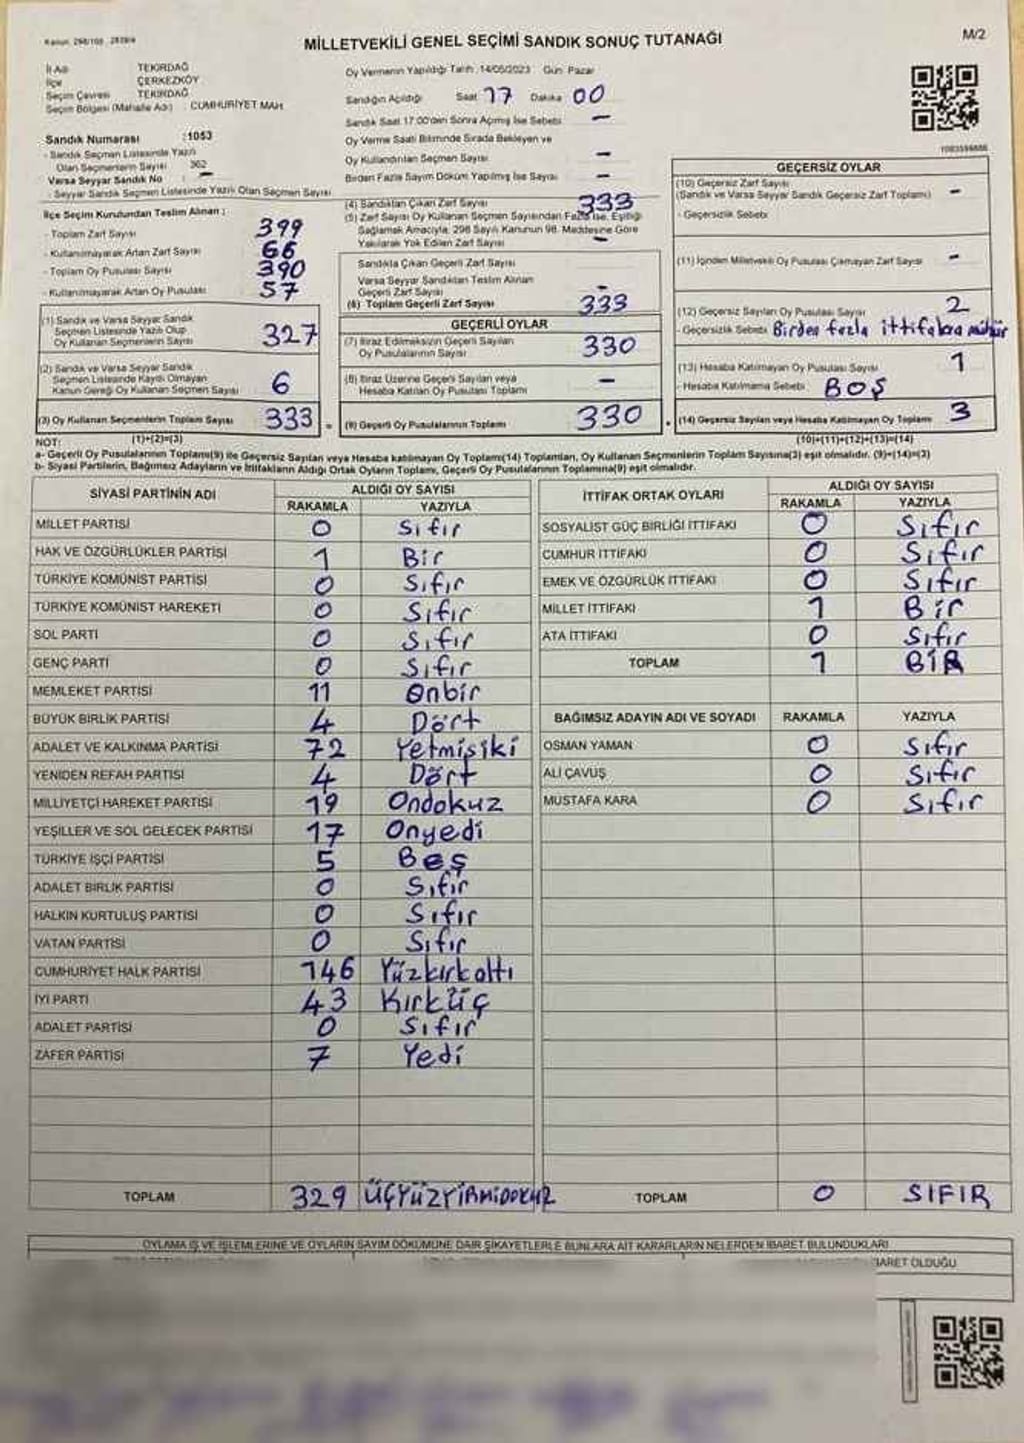 Kanun: 298/105 2839/4
MİLLETVEKİLİ GENEL SEÇİMİ SANDIK SONUÇ TUTANAĞI
M/2
İl Adı : TEKİRDAĞ
İlçe : ÇERKEZKÖY
Seçim Çevresi : TEKİRDAĞ
Seçim Bölgesi (Mahalle Adı) : CUMHURİYET MAH.
Sandık Numarası : 1053
- Sandık Seçmen Listesinde Yazılı
Olan Seçmenlerin Sayısı : 362
Varsa Seyyar Sandık No : -
- Seyyar Sandık Seçmen Listesinde Yazılı Olan Seçmen Sayısı
İlçe Seçim Kurulundan Teslim Alınan :
- Toplam Zarf Sayısı 399
- Kullanılmayarak Artan Zarf Sayısı 66
- Toplam Oy Pusulası Sayısı 390
- Kullanılmayarak Artan Oy Pusulası 57
(1) Sandık ve Varsa Seyyar Sandık
Seçmen Listesinde Yazılı Olup
Oy Kullanan Seçmenlerin Sayısı 327
(2) Sandık ve Varsa Seyyar Sandık
Seçmen Listesinde Kaydı Olmayan
Kanun Gereği Oy Kullanan Seçmen Sayısı 6
(3) Oy Kullanan Seçmenlerin Toplam Sayısı 333
(1)+(2)=(3)
Oy Vermenin Yapıldığı Tarih : 14/05/2023 Gün: Pazar
Sandığın Açıldığı Saat 17 Dakika 00
Sandık Saat 17:00'den Sonra Açılmış İse Sebebi -
Oy Verme Saati Bitiminde Sırada Bekleyen ve
Oy Kullandırılan Seçmen Sayısı -
Birden Fazla Sayım Döküm Yapılmış İse Sayısı -
(4) Sandıktan Çıkan Zarf Sayısı 333
(5) Zarf Sayısı Oy Kullanan Seçmen Sayısından Fazla İse, Eşitliği
Sağlamak Amacıyla, 298 Sayılı Kanunun 98. Maddesine Göre
Yakılarak Yok Edilen Zarf Sayısı -
Sandıkta Çıkan Geçerli Zarf Sayısı
Varsa Seyyar Sandıktan Teslim Alınan
Geçerli Zarf Sayısı -
(6) Toplam Geçerli Zarf Sayısı 333
GEÇERLİ OYLAR
(7) İtiraz Edilmeksizin Geçerli Sayılan
Oy Pusulalarının Sayısı 330
(8) İtiraz Üzerine Geçerli Sayılan veya
Hesaba Katılan Oy Pusulası Toplamı -
(9) Geçerli Oy Pusulalarının Toplamı 330
1083599886
GEÇERSİZ OYLAR
(10) Geçersiz Zarf Sayısı
(Sandık ve Varsa Seyyar Sandık Geçersiz Zarf Toplamı) -
- Geçersizlik Sebebi
(11) İçinden Milletvekili Oy Pusulası Çıkmayan Zarf Sayısı -
(12) Geçersiz Sayılan Oy Pusulası Sayısı 2
- Geçersizlik Sebebi Birden fazla ittifakra mühür
(13) Hesaba Katılmayan Oy Pusulası Sayısı 1
- Hesaba Katılmama Sebebi BOŞ
(14) Geçersiz Sayılan veya Hesaba Katılmayan Oy Toplamı 3
(10)+(11)+(12)+(13)=(14)
NOT:
a- Geçerli Oy Pusulalarının Toplamı(9) ile Geçersiz Sayılan veya Hesaba katılmayan Oy Toplamı(14) Toplamları, Oy Kullanan Seçmenlerin Toplam Sayısına(3) eşit olmalıdır. (9)+(14)=(3)
b- Siyasi Partilerin, Bağımsız Adayların ve İttifakların Aldığı Ortak Oyların Toplamı, Geçerli Oy Pusulalarının Toplamına(9) eşit olmalıdır.
SİYASİ PARTİNİN ADI ALDIĞI OY SAYISI
RAKAMLA YAZIYLA
MİLLET PARTİSİ 0 Sıfır
HAK VE ÖZGÜRLÜKLER PARTİSİ 1 Bir
TÜRKİYE KOMÜNİST PARTİSİ 0 Sıfır
TÜRKİYE KOMÜNİST HAREKETİ 0 Sıfır
SOL PARTİ 0 Sıfır
GENÇ PARTİ 0 Sıfır
MEMLEKET PARTİSİ 11 Onbir
BÜYÜK BİRLİK PARTİSİ 4 Dört
ADALET VE KALKINMA PARTİSİ 72 Yetmişiki
YENİDEN REFAH PARTİSİ 4 Dört
MİLLİYETÇİ HAREKET PARTİSİ 19 Ondokuz
YEŞİLLER VE SOL GELECEK PARTİSİ 17 Onyedi
TÜRKİYE İŞÇİ PARTİSİ 5 Beş
ADALET BİRLİK PARTİSİ 0 Sıfır
HALKIN KURTULUŞ PARTİSİ 0 Sıfır
VATAN PARTİSİ 0 Sıfır
CUMHURİYET HALK PARTİSİ 146 Yüzkırkaltı
İYİ PARTİ 43 Kırküç
ADALET PARTİSİ 0 Sıfır
ZAFER PARTİSİ 7 Yedi
TOPLAM 329 ÜÇYÜZYİRMİDOKUZ
İTTİFAK ORTAK OYLARI ALDIĞI OY SAYISI
RAKAMLA YAZIYLA
SOSYALİST GÜÇ BİRLİĞİ İTTİFAKI 0 Sıfır
CUMHUR İTTİFAKI 0 Sıfır
EMEK VE ÖZGÜRLÜK İTTİFAKI 0 Sıfır
MİLLET İTTİFAKI 1 Bir
ATA İTTİFAKI 0 Sıfır
TOPLAM 1 BİR
BAĞIMSIZ ADAYIN ADI VE SOYADI RAKAMLA YAZIYLA
OSMAN YAMAN 0 Sıfır
ALİ ÇAVUŞ 0 Sıfır
MUSTAFA KARA 0 Sıfır
TOPLAM 0 SIFIR
OYLAMA İŞ VE İŞLEMLERİNE VE OYLARIN SAYIM DÖKÜMÜNE DAİR ŞİKAYETLERLE BUNLARA AİT KARARLARIN NELERDEN İBARET BULUNDUKLARI
İBARET OLDUĞU